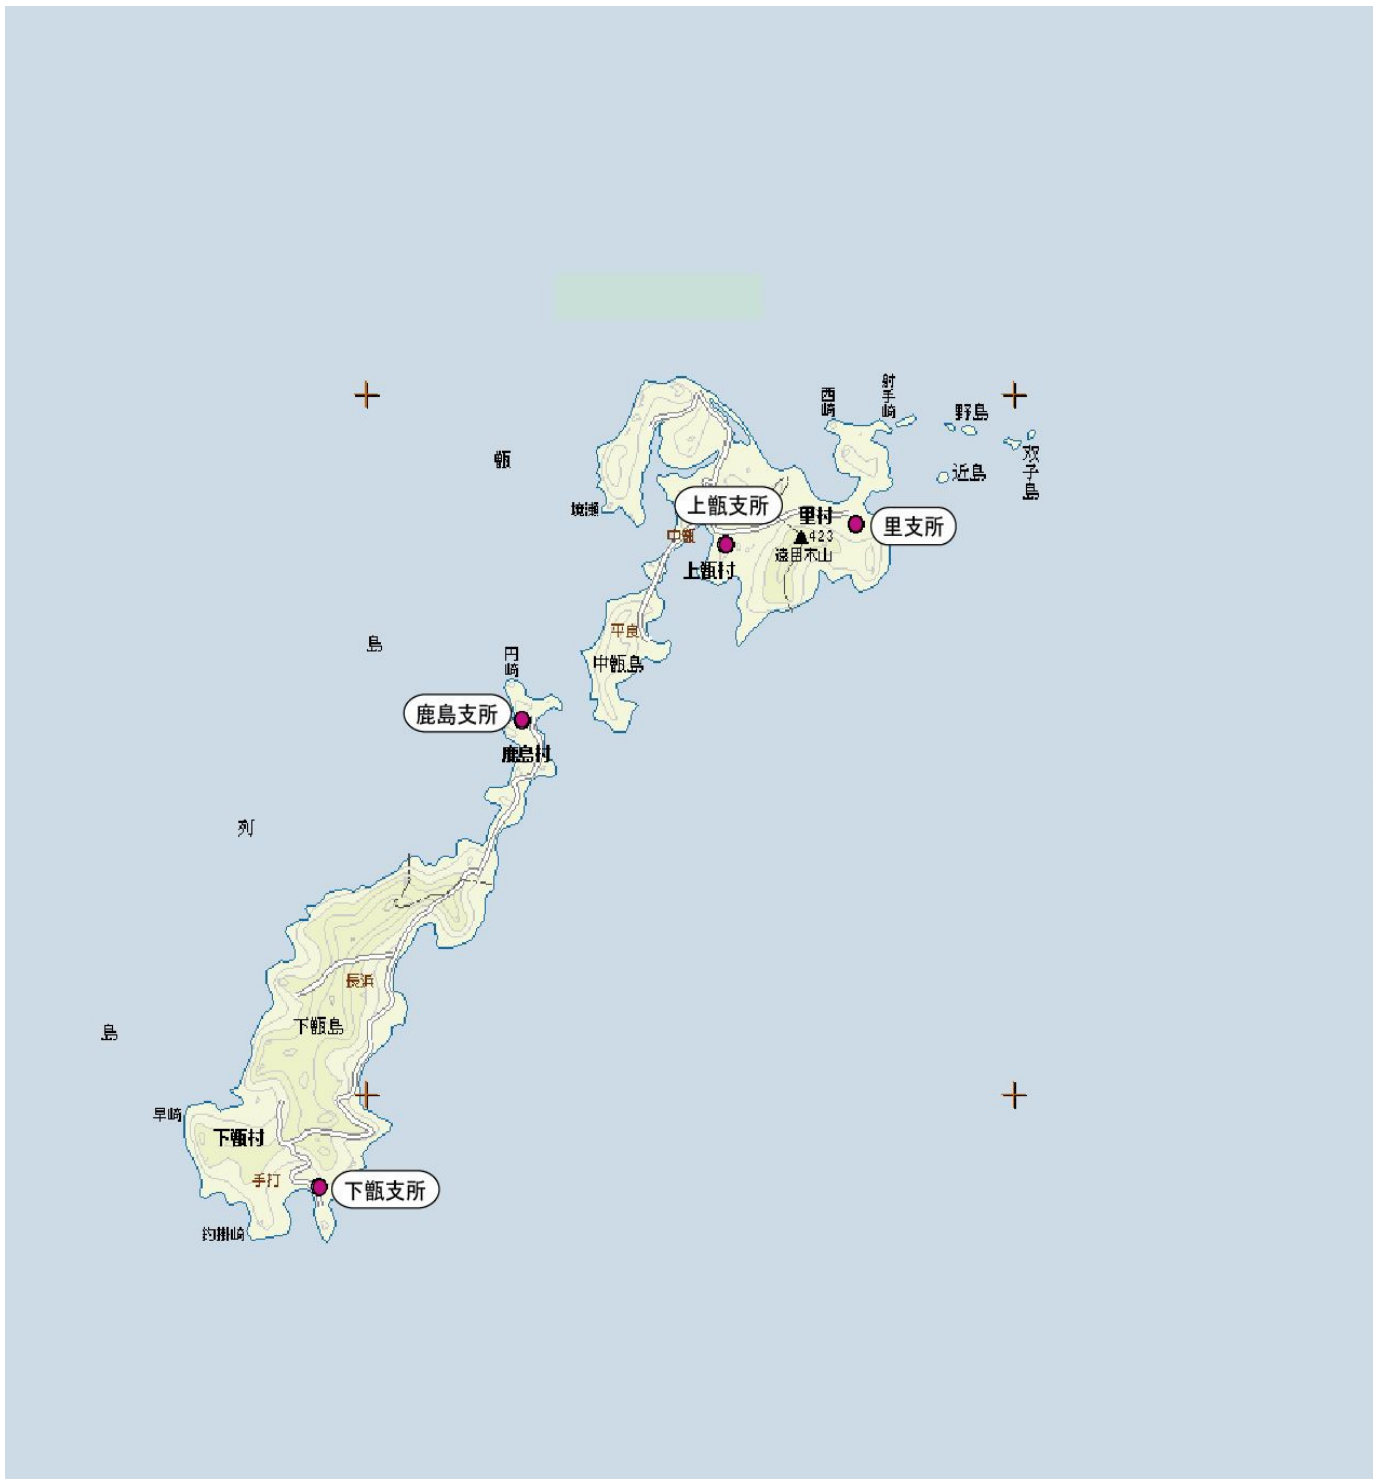 西崎
射手崎
野島
双子島
近島
甑
境瀬
上甑支所
里村
里支所
423
遠目木山
中甑
上甑村
平良
中甑島
島
円崎
鹿島支所
鹿島村
列
長浜
下甑島
島
早崎
下甑村
手打
下甑支所
釣掛崎